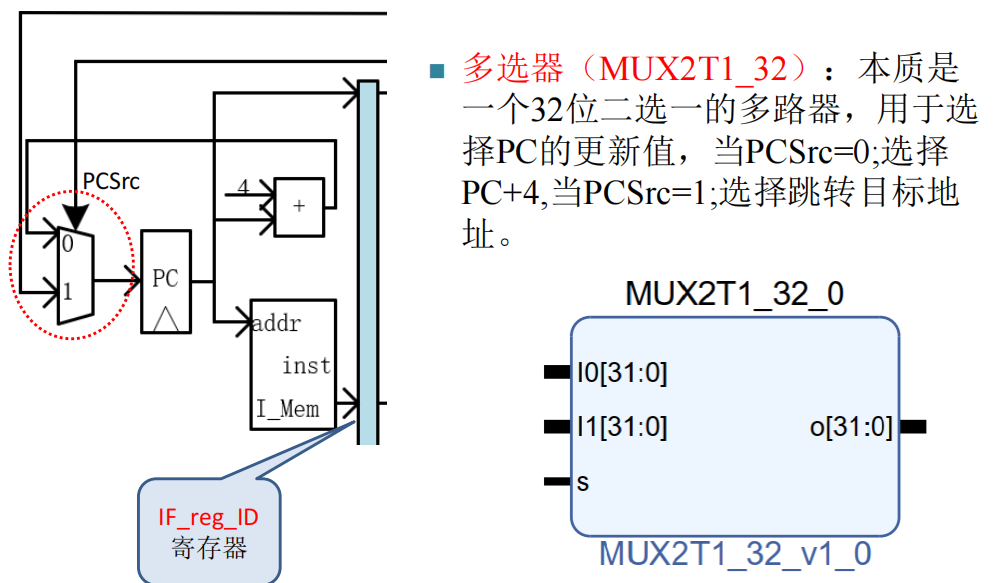 PCSrc
4
+
0
1
PC
addr
inst
I_Mem
IF_reg_ID
寄存器
■ 多选器（MUX2T1_32）：本质是
一个32位二选一的多路器，用于选
择PC的更新值，当PCSrc=0;选择
PC+4,当PCSrc=1;选择跳转目标地
址。
MUX2T1_32_0
I0[31:0]
I1[31:0]
o[31:0]
s
MUX2T1_32_v1_0